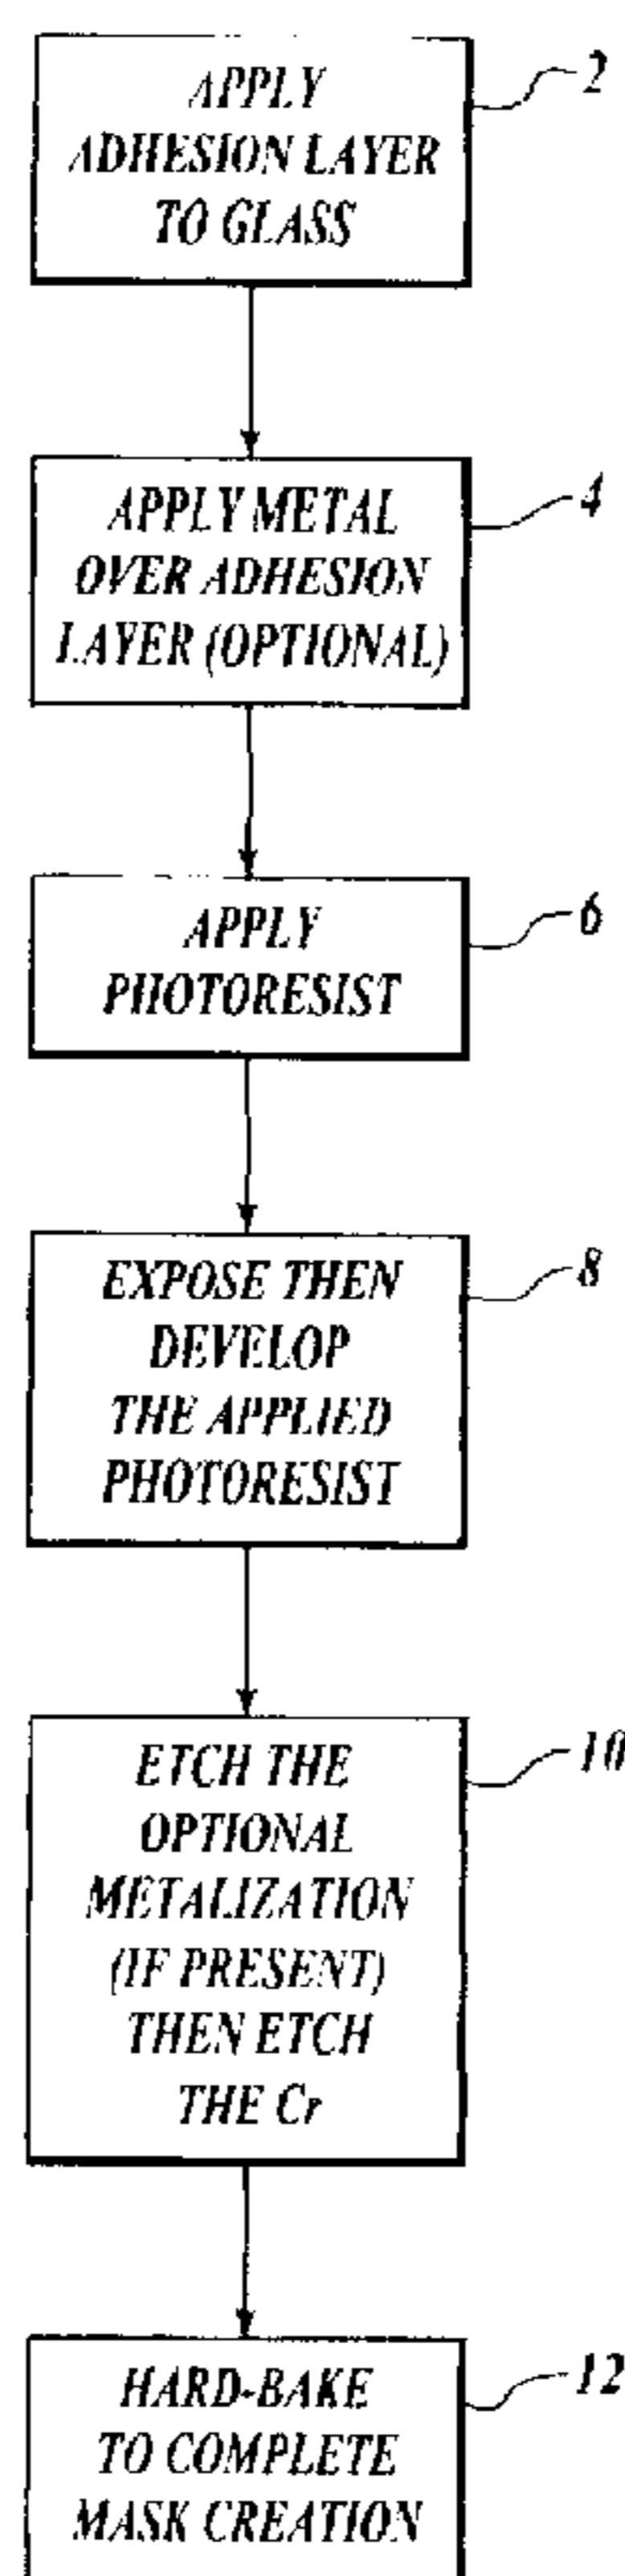 APPLY
ADHESION LAYER
TO GLASS
2
APPLY METAL
OVER ADHESION
LAYER (OPTIONAL)
4
APPLY
PHOTORESIST
6
EXPOSE THEN
DEVELOP
THE APPLIED
PHOTORESIST
8
ETCH THE
OPTIONAL
METALIZATION
(IF PRESENT)
THEN ETCH
THE Cr
10
HARD-BAKE
TO COMPLETE
MASK CREATION
12